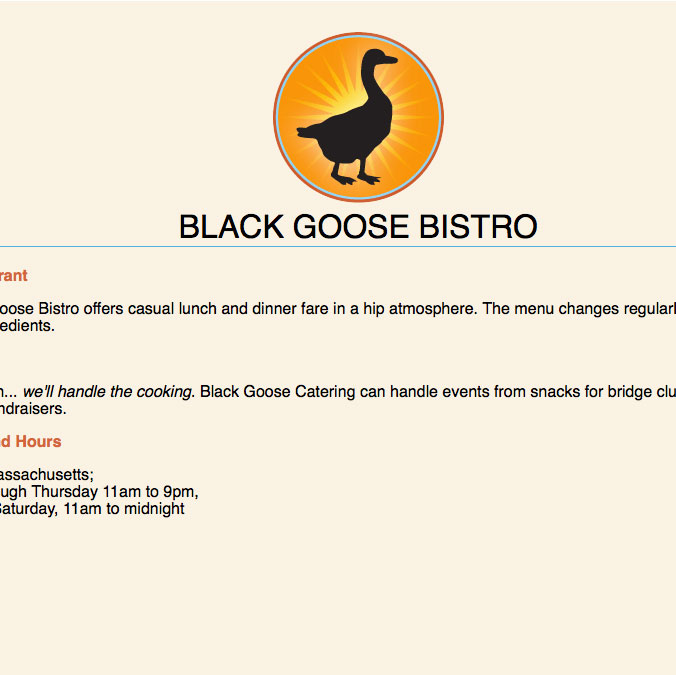 BLACK GOOSE BISTRO
rant
oose Bistro offers casual lunch and dinner fare in a hip atmosphere. The menu changes regularl
edients.
n... we'll handle the cooking. Black Goose Catering can handle events from snacks for bridge clu
ndraisers.
d Hours
assachusetts;
ugh Thursday 11am to 9pm,
Saturday, 11am to midnight